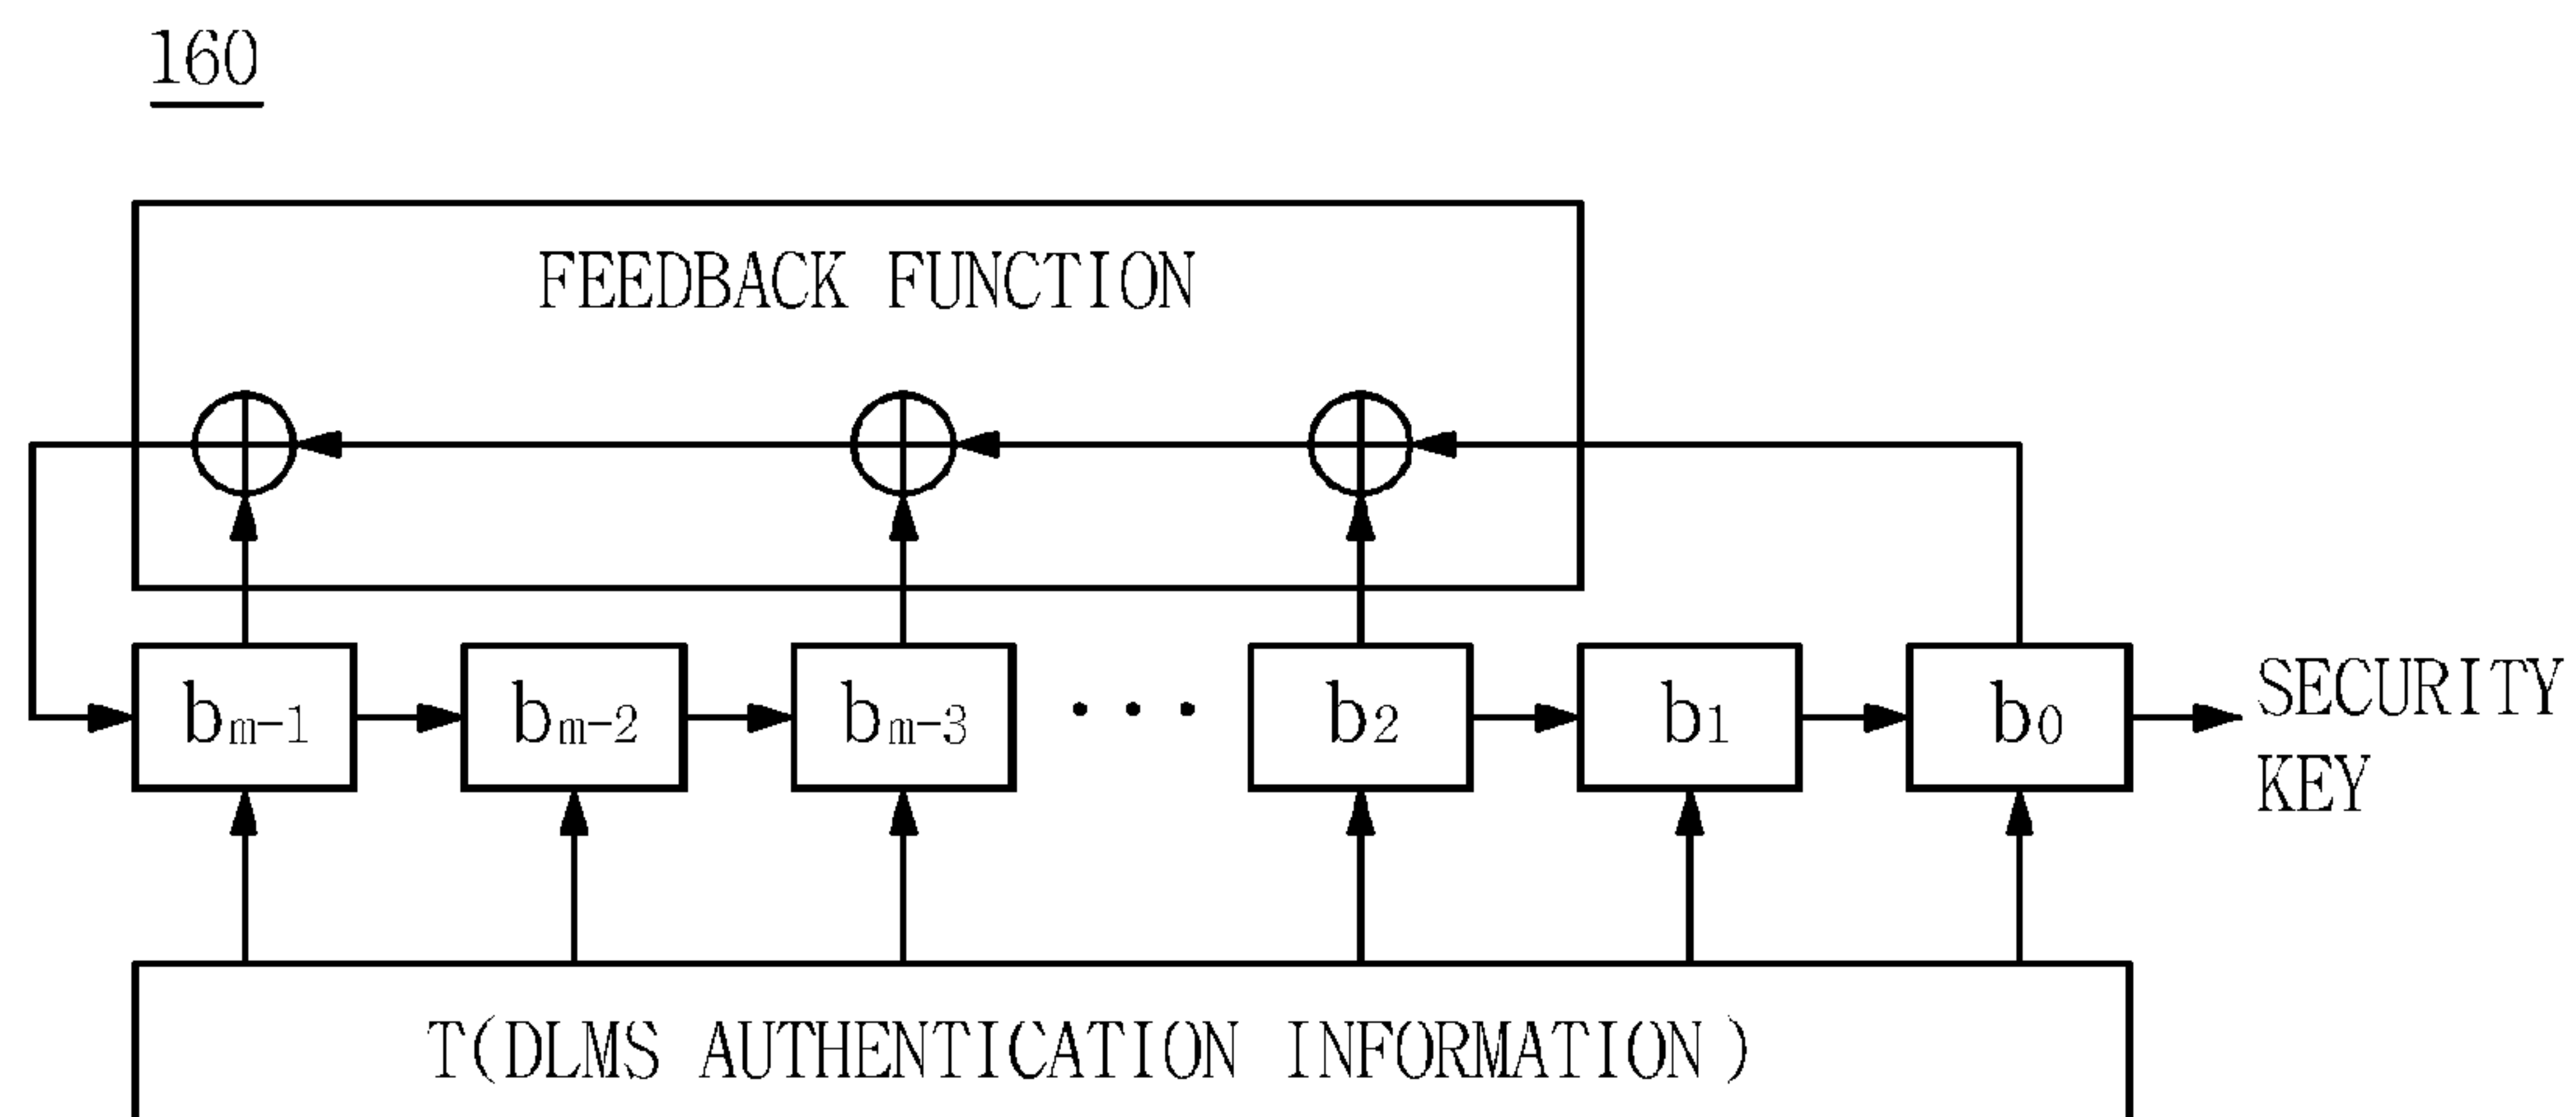 160
FEEDBACK FUNCTION
bm-1 bm-2 bm-3 ... b2 b1 b0
SECURITY
KEY
T(DLMS AUTHENTICATION INFORMATION)